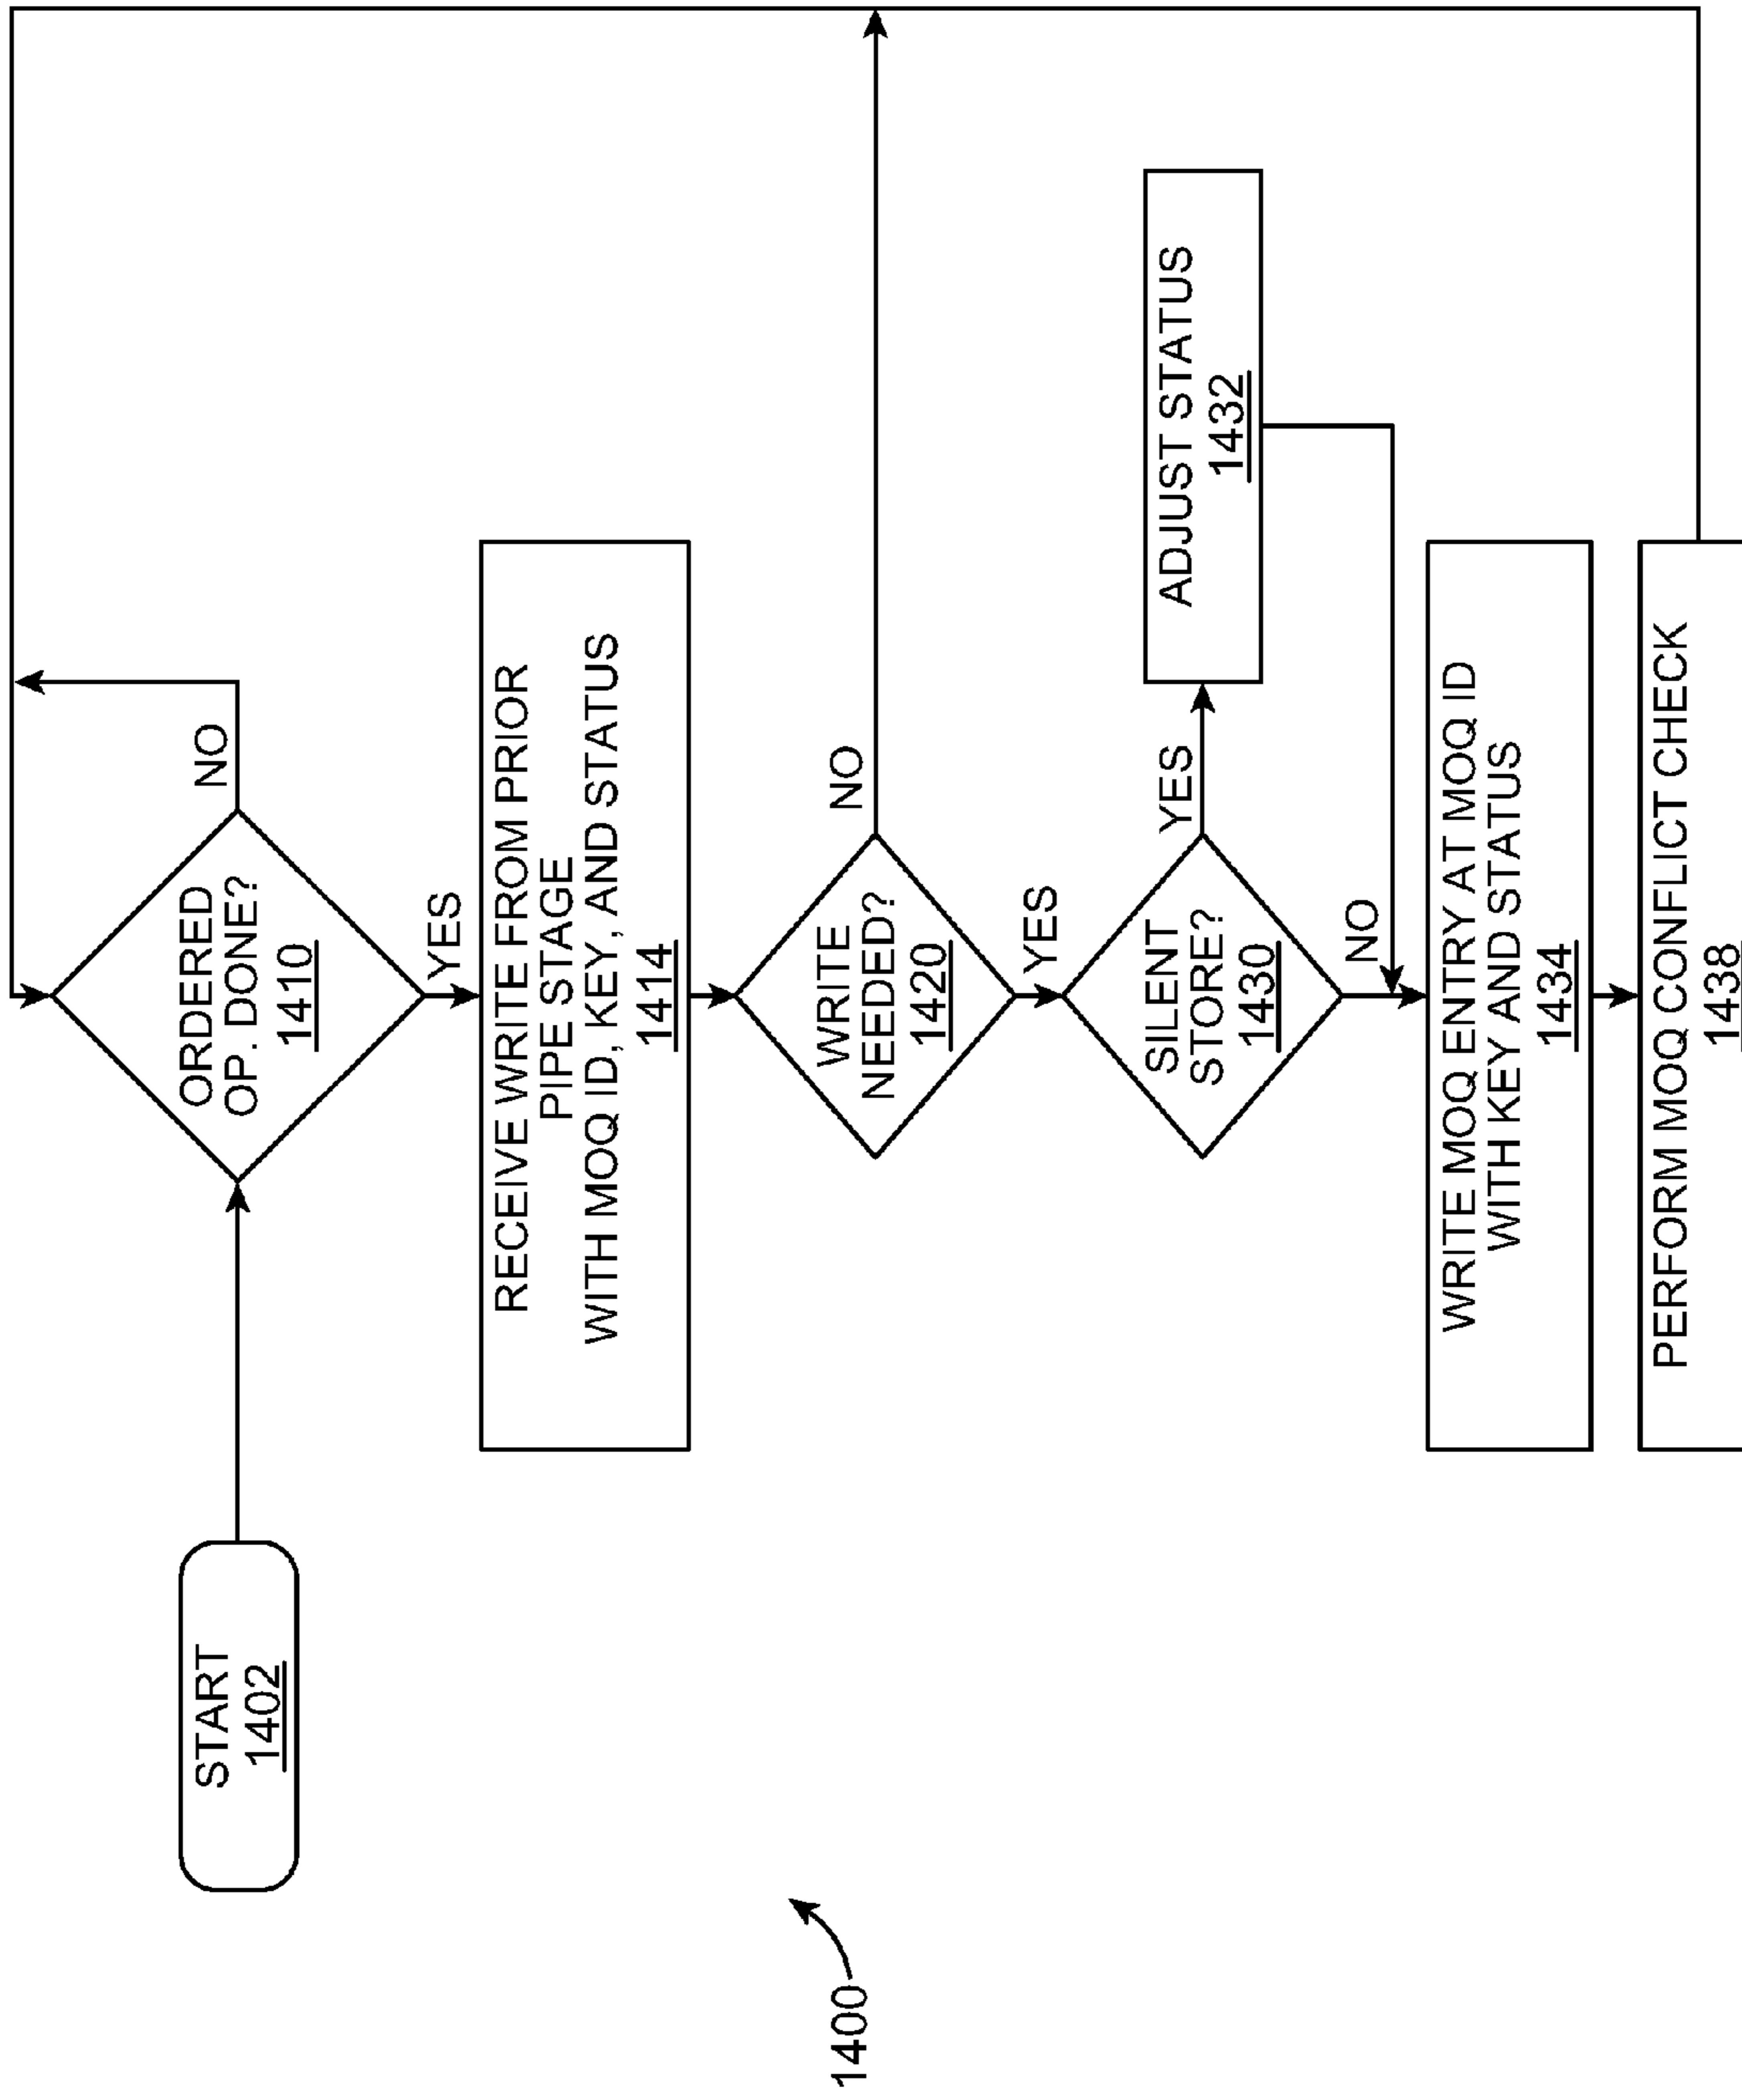 START
1402
ORDERED
OP. DONE?
1410
NO
YES
RECEIVE WRITE FROM PRIOR
PIPE STAGE
WITH MOQ ID, KEY, AND STATUS
1414
WRITE
NEEDED?
1420
NO
YES
SILENT
STORE?
1430
YES
ADJUST STATUS
1432
NO
WRITE MOQ ENTRY AT MOQ ID
WITH KEY AND STATUS
1434
PERFORM MOQ CONFLICT CHECK
1438
1400